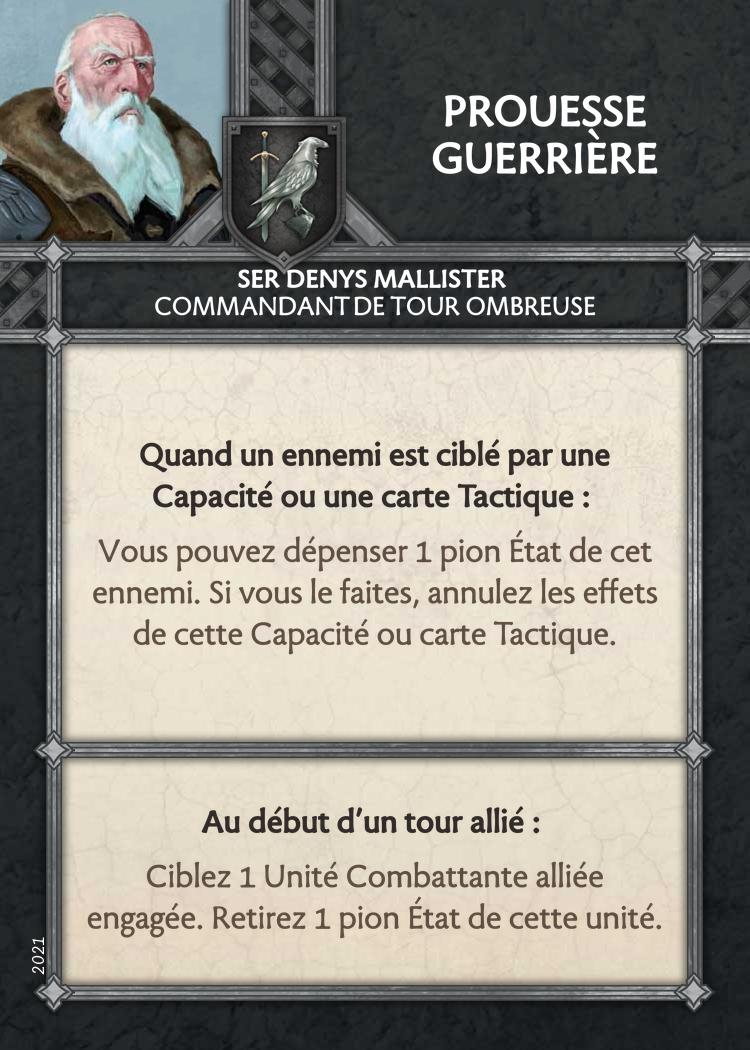 PROUESSE
GUERRIÈRE
SER DENYS MALLISTER
COMMANDANT DE TOUR OMBREUSE
Quand un ennemi est ciblé par une
Capacité ou une carte Tactique :
Vous pouvez dépenser 1 pion État de cet
ennemi. Si vous le faites, annulez les effets
de cette Capacité ou carte Tactique.
Au début d'un tour allié :
Ciblez 1 Unité Combattante alliée
engagée. Retirez 1 pion État de cette unité.
2021